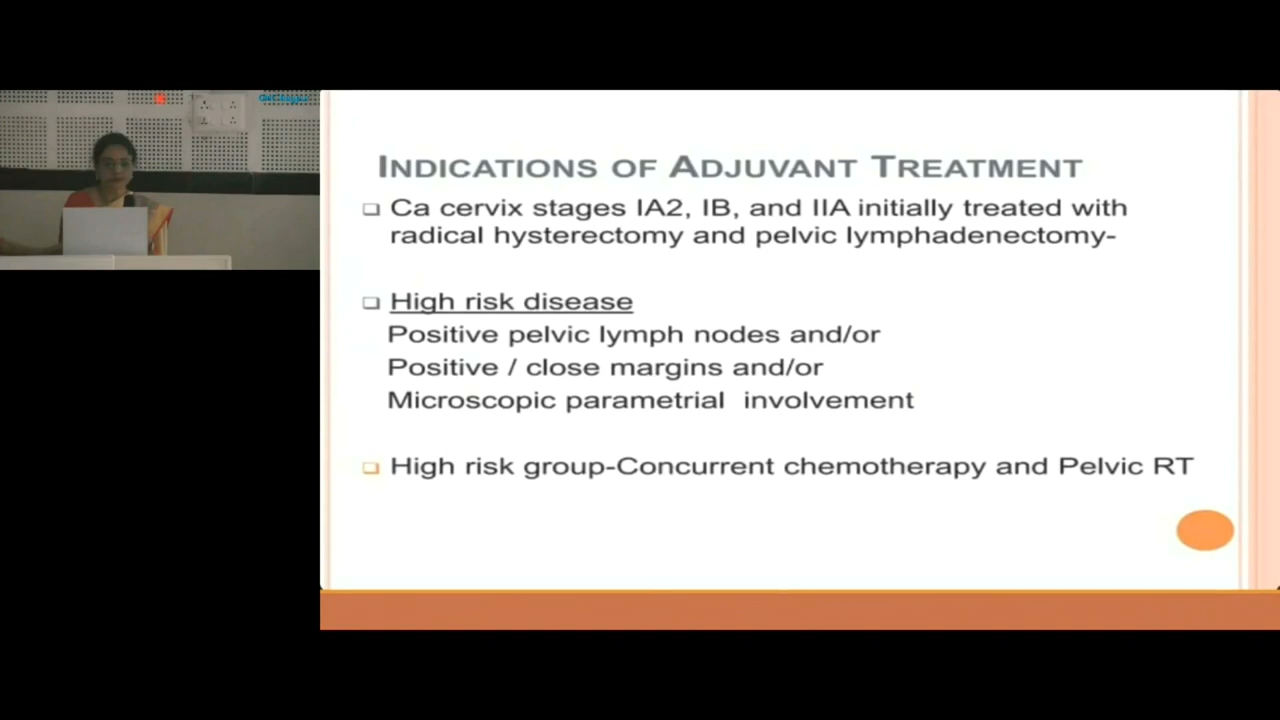 INDICATIONS OF ADJUVANT TREATMENT
Ca cervix stages IA2, IB, and IIA initially treated with
radical hysterectomy and pelvic lymphadenectomy-
High risk disease
Positive pelvic lymph nodes and/or
Positive / close margins and/or
Microscopic parametrial involvement
High risk group-Concurrent chemotherapy and Pelvic RT